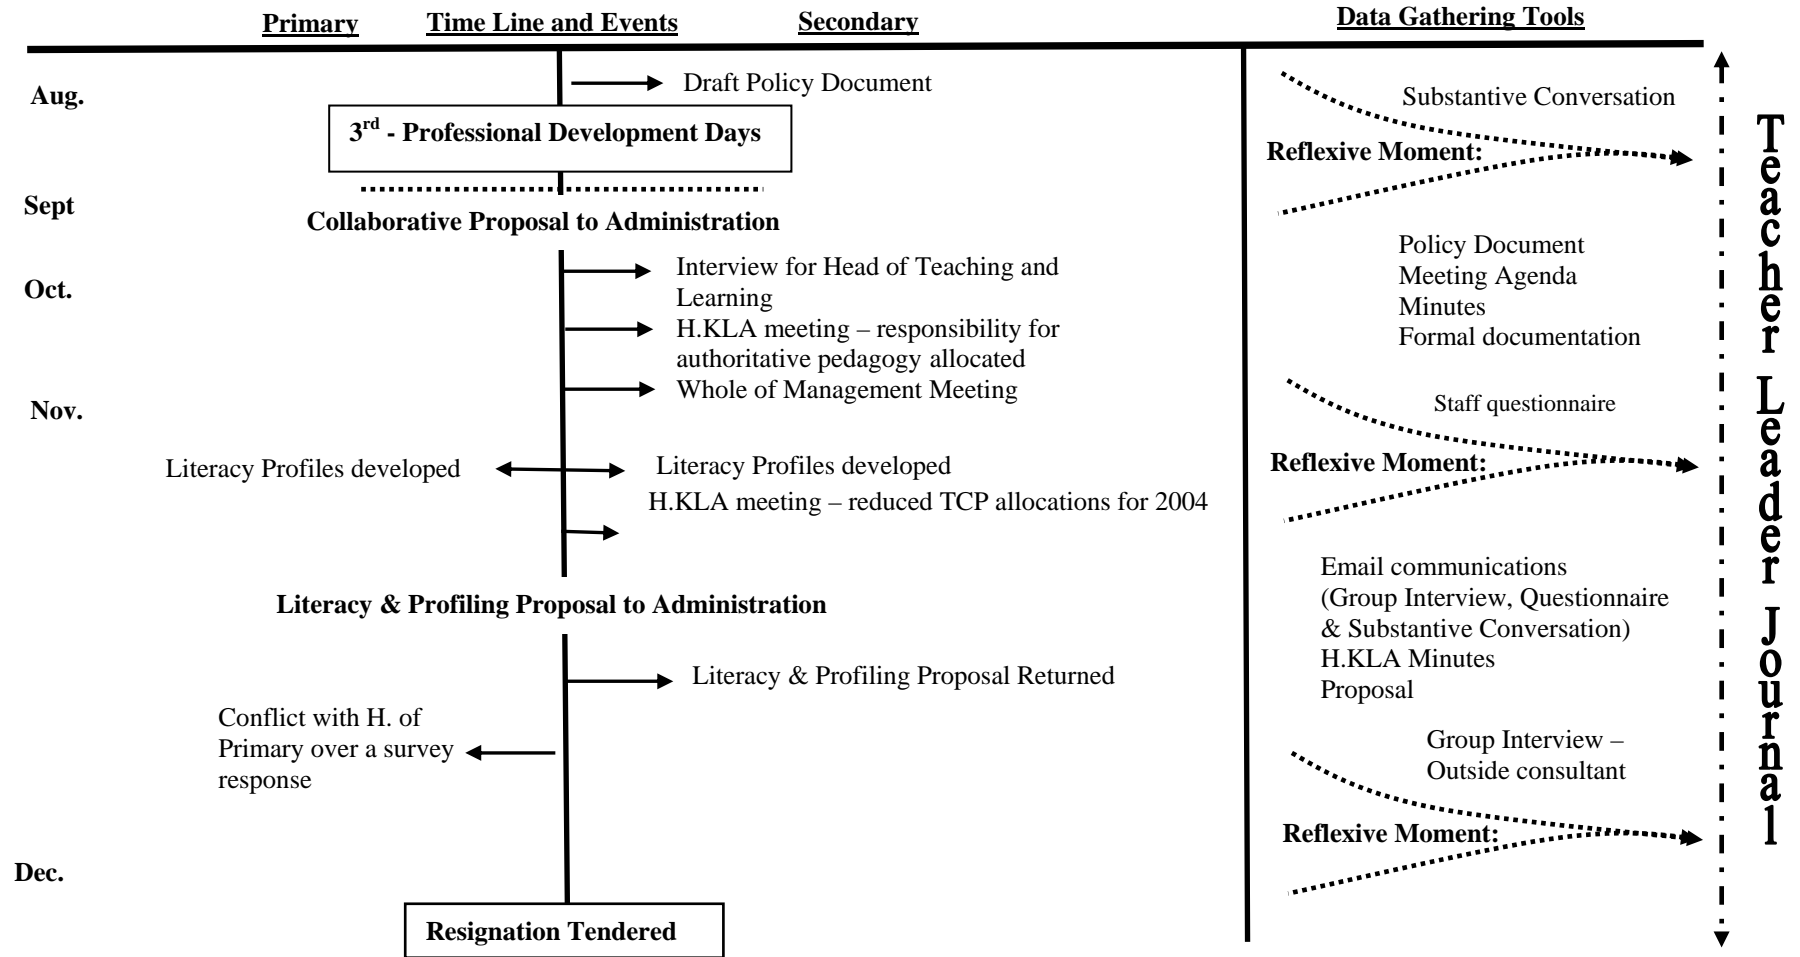 Primary
Time Line and Events
Secondary
Data Gathering Tools
Aug.
Draft Policy Document
3rd - Professional Development Days
Sept
Collaborative Proposal to Administration
Oct.
Interview for Head of Teaching and
Learning
H.KLA meeting – responsibility for
authoritative pedagogy allocated
Whole of Management Meeting
Nov.
Literacy Profiles developed
Literacy Profiles developed
H.KLA meeting – reduced TCP allocations for 2004
Literacy & Profiling Proposal to Administration
Literacy & Profiling Proposal Returned
Conflict with H. of
Primary over a survey
response
Dec.
Resignation Tendered
Substantive Conversation
Reflexive Moment:
Policy Document
Meeting Agenda
Minutes
Formal documentation
Staff questionnaire
Reflexive Moment:
Email communications
(Group Interview, Questionnaire
& Substantive Conversation)
H.KLA Minutes
Proposal
Group Interview –
Outside consultant
Reflexive Moment:
Teacher Leader Journal